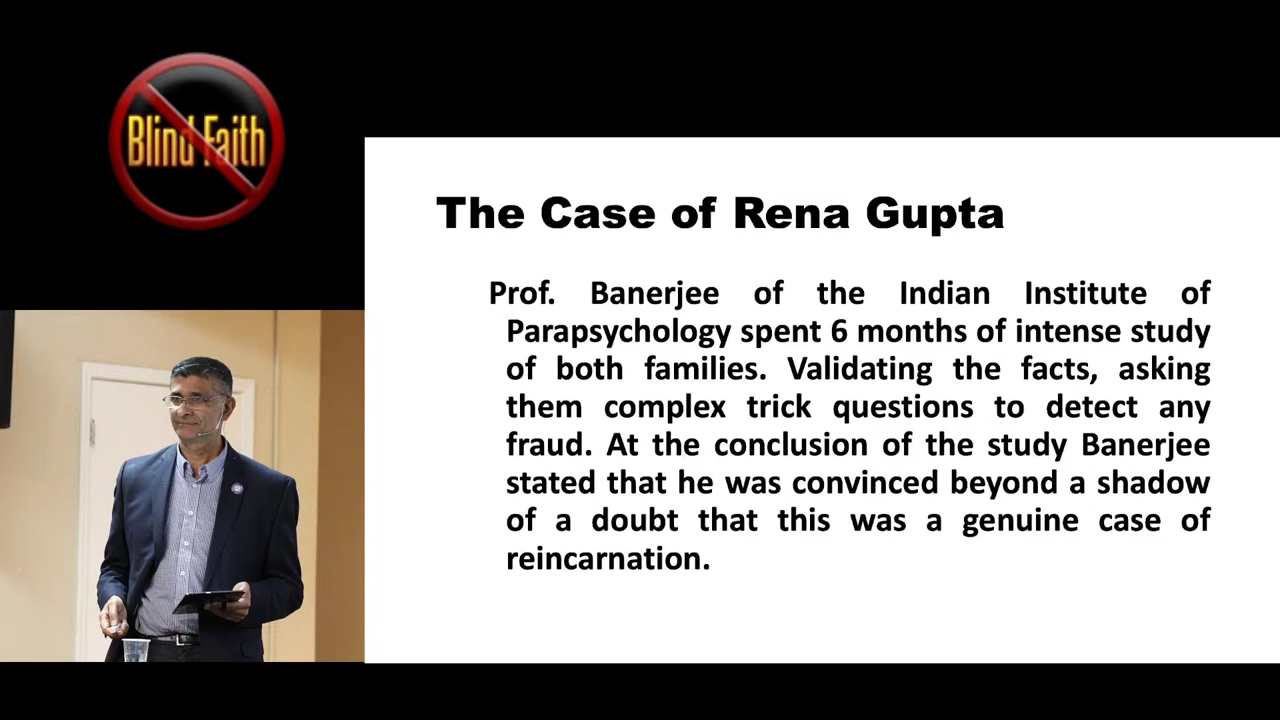 Blind Faith
The Case of Rena Gupta
Prof. Banerjee of the Indian Institute of
Parapsychology spent 6 months of intense study
of both families. Validating the facts, asking
them complex trick questions to detect any
fraud. At the conclusion of the study Banerjee
stated that he was convinced beyond a shadow
of a doubt that this was a genuine case of
reincarnation.